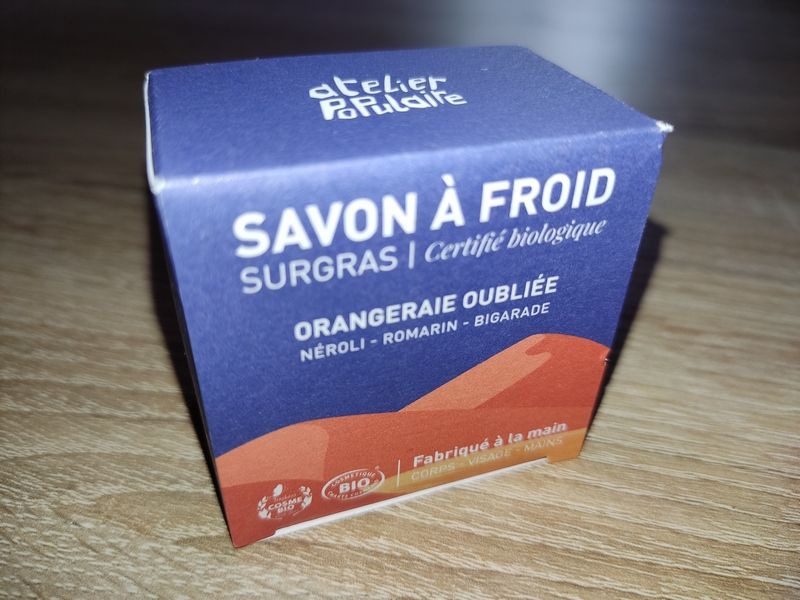 atelier
PoPulaire
SAVON À FROID
SURGRAS | Certifié biologique
ORANGERAIE OUBLIÉE
NÉROLI - ROMARIN - BIGARADE
Fabriqué à la main
CORPS - VISAGE - MAINS
COSME
BIO
COSMETIQUE
BIO